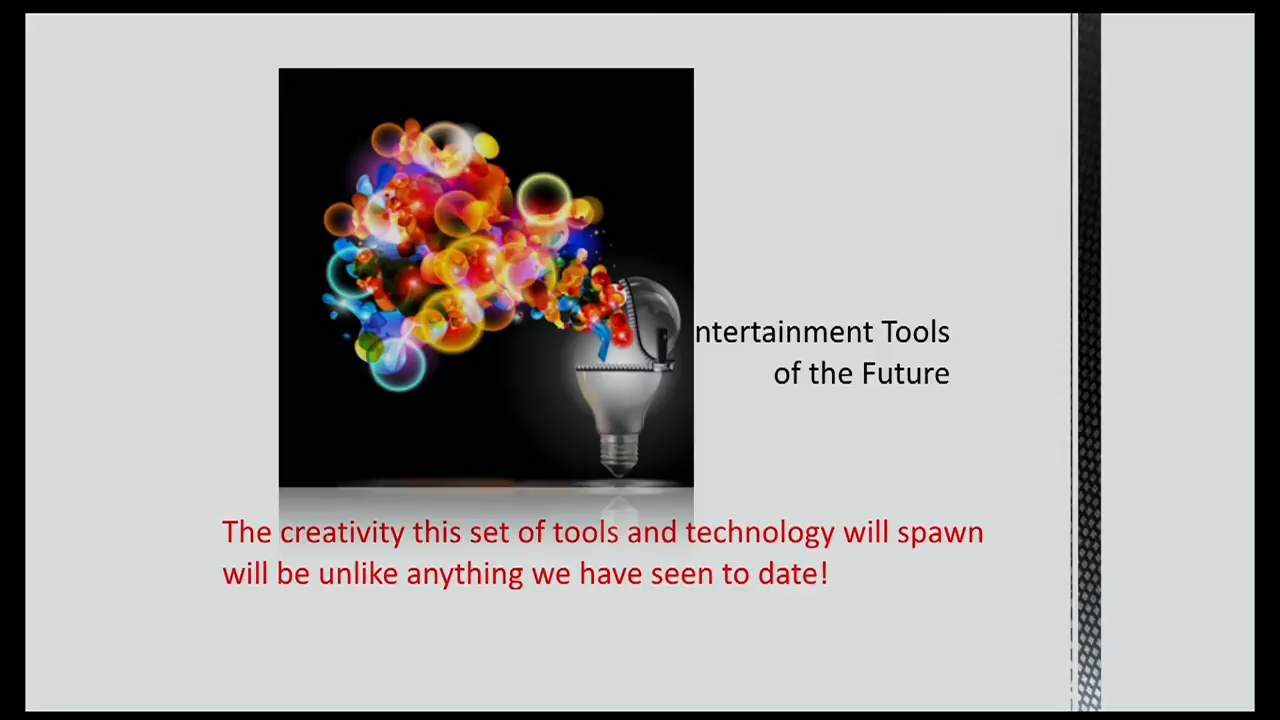 ntertainment Tools
of the Future
The creativity this set of tools and technology will spawn
will be unlike anything we have seen to date!